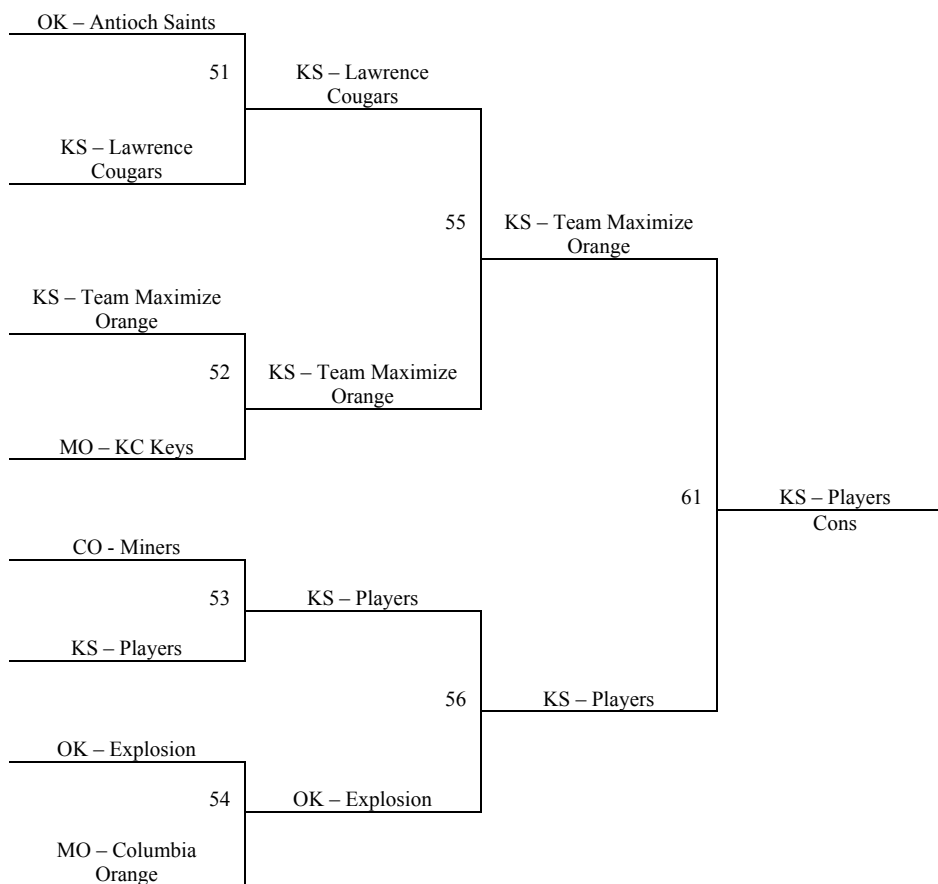 OK – Antioch Saints
51
KS – Lawrence
Cougars
KS – Lawrence
Cougars
55
KS – Team Maximize
Orange
KS – Team Maximize
Orange
52
KS – Team Maximize
Orange
MO – KC Keys
61
KS – Players
Cons
CO - Miners
53
KS – Players
KS – Players
56
KS – Players
OK – Explosion
54
OK – Explosion
MO – Columbia
Orange